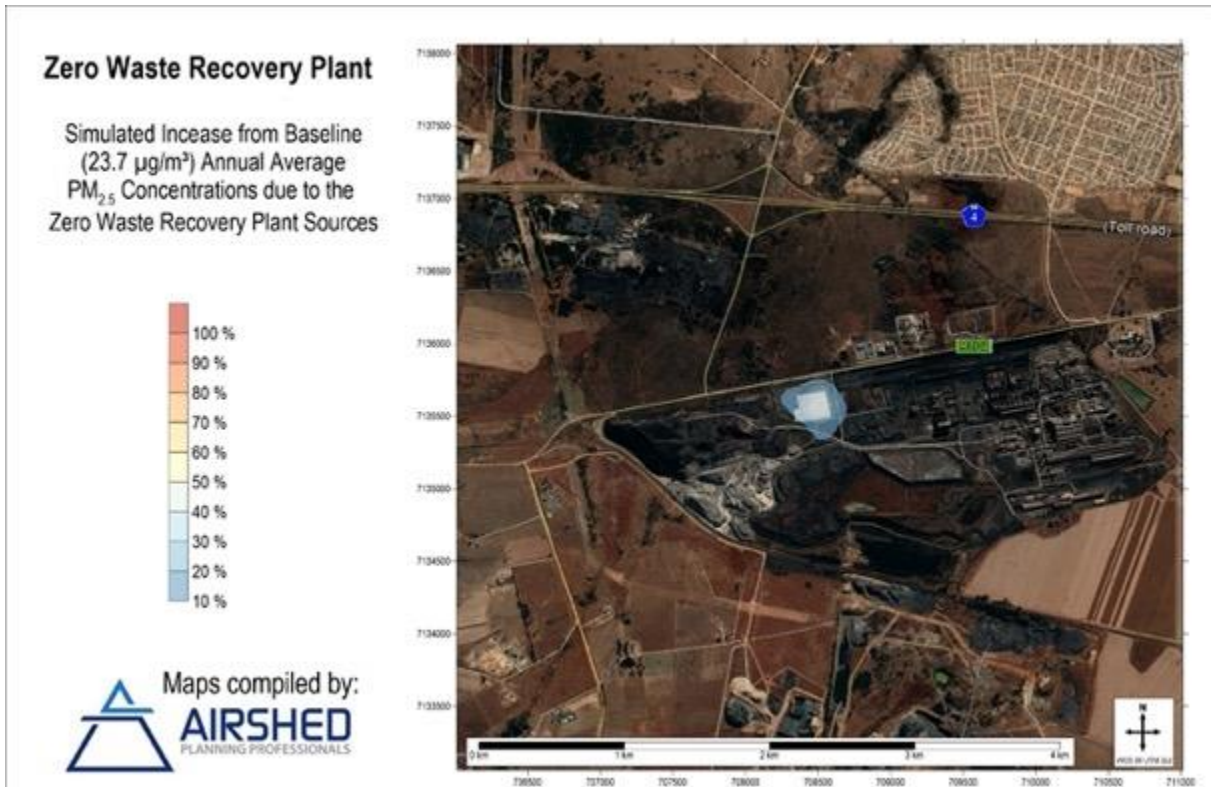 Zero Waste Recovery Plant
Simulated Incease from Baseline
(23.7 µg/m³) Annual Average
PM₂.₅ Concentrations due to the
Zero Waste Recovery Plant Sources
100 %
90 %
80 %
70 %
60 %
50 %
40 %
30 %
20 %
10 %
Maps compiled by:
AIRSHED
PLANNING PROFESSIONALS
7138000
7137500
7137000
7136500
7136000
7135500
7135000
7134500
7134000
7133500
4
(Toll road)
N
0 km
1 km
2 km
3 km
4 km
707000
707500
708000
708500
709000
709500
710000
710500
711000